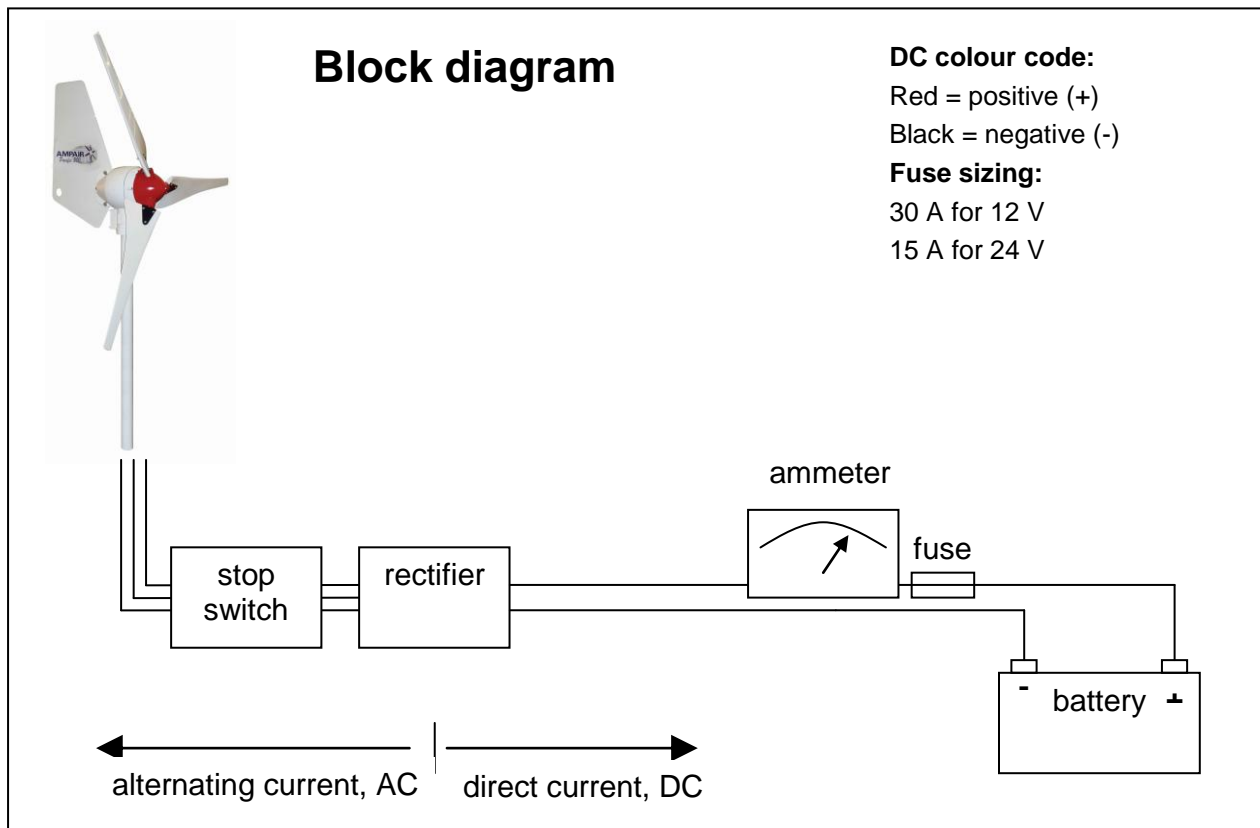 Block diagram
DC colour code:
Red = positive (+)
Black = negative (-)
Fuse sizing:
30 A for 12 V
15 A for 24 V
AMPAIR
ammeter
fuse
stop
switch
rectifier
-
battery
+
alternating current, AC
direct current, DC